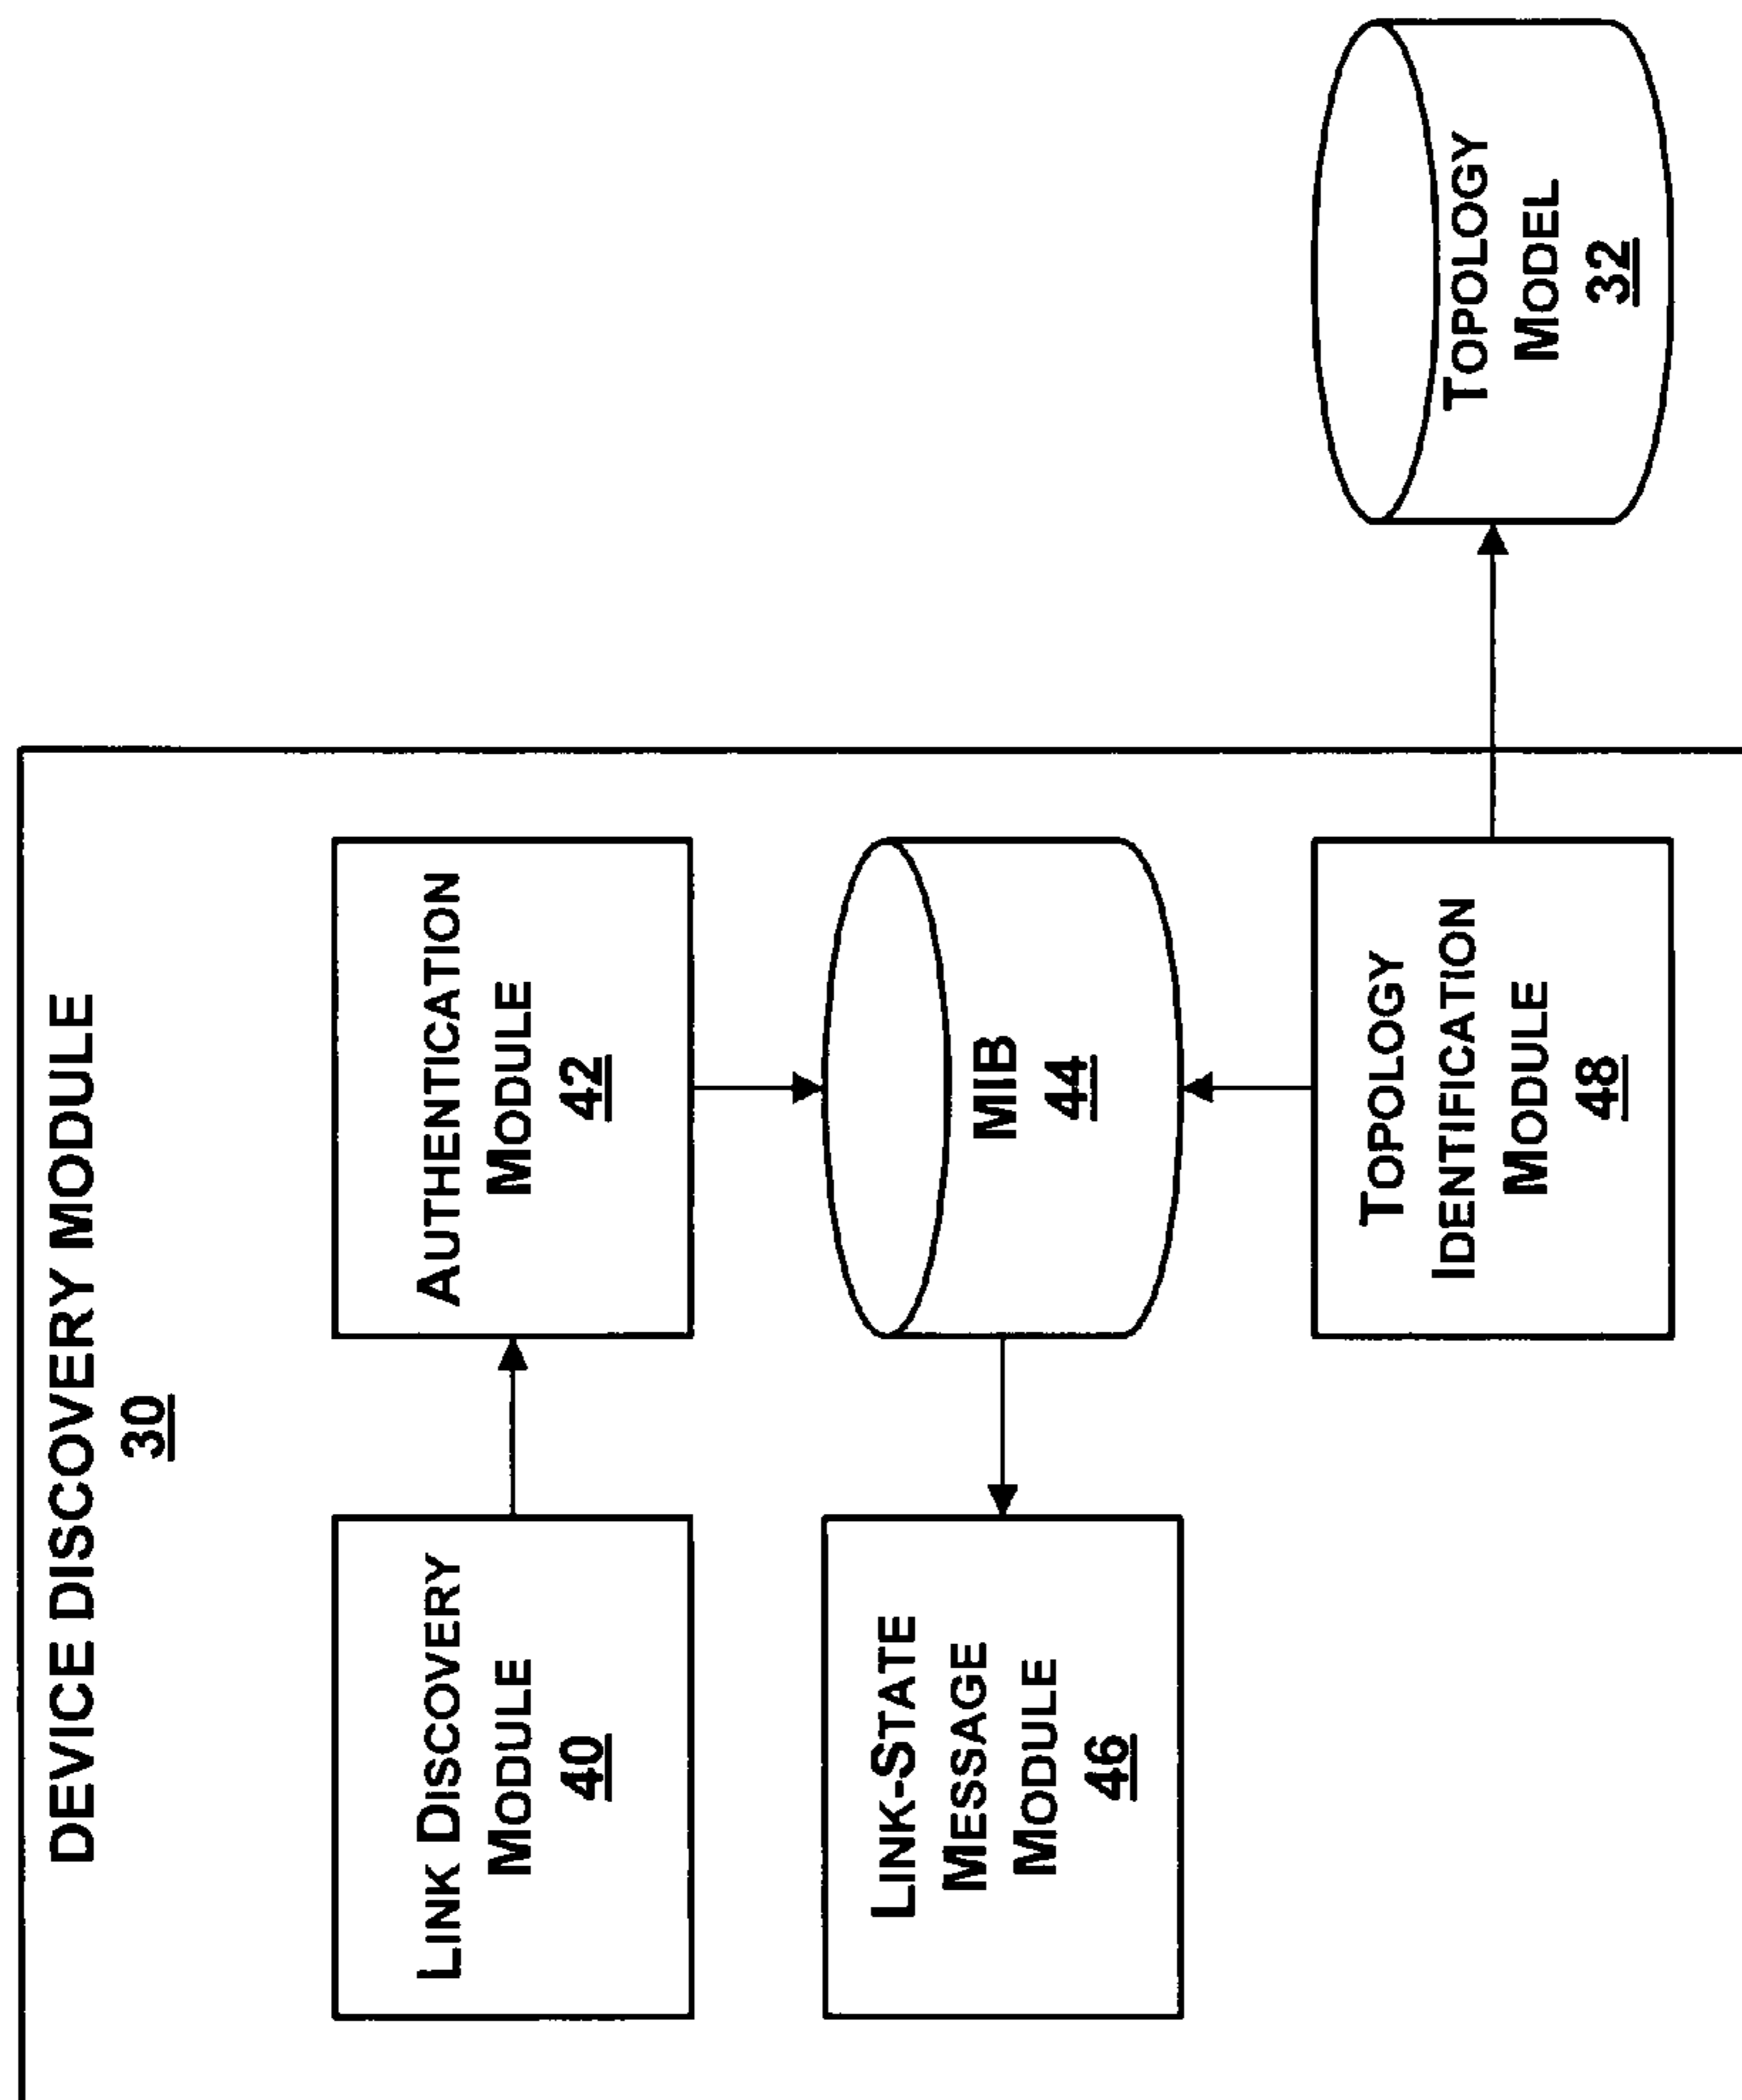 DEVICE DISCOVERY MODULE
30
LINK DISCOVERY
MODULE
40
AUTHENTICATION
MODULE
42
LINK-STATE
MESSAGE
MODULE
46
MIB
44
TOPOLOGY
IDENTIFICATION
MODULE
48
TOPOLOGY
MODEL
32